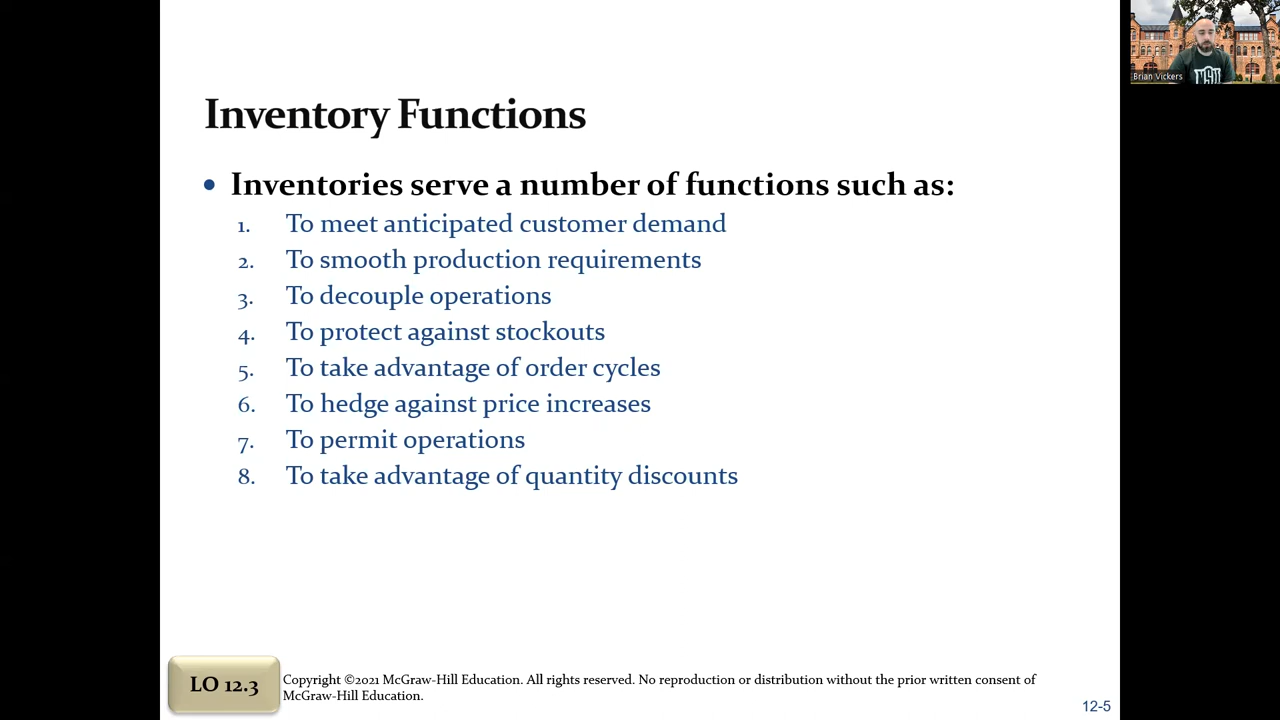 Inventory Functions
• Inventories serve a number of functions such as:
1. To meet anticipated customer demand
2. To smooth production requirements
3. To decouple operations
4. To protect against stockouts
5. To take advantage of order cycles
6. To hedge against price increases
7. To permit operations
8. To take advantage of quantity discounts
LO 12.3
Copyright ©2021 McGraw-Hill Education. All rights reserved. No reproduction or distribution without the prior written consent of
McGraw-Hill Education.
12-5
Brian Vickers